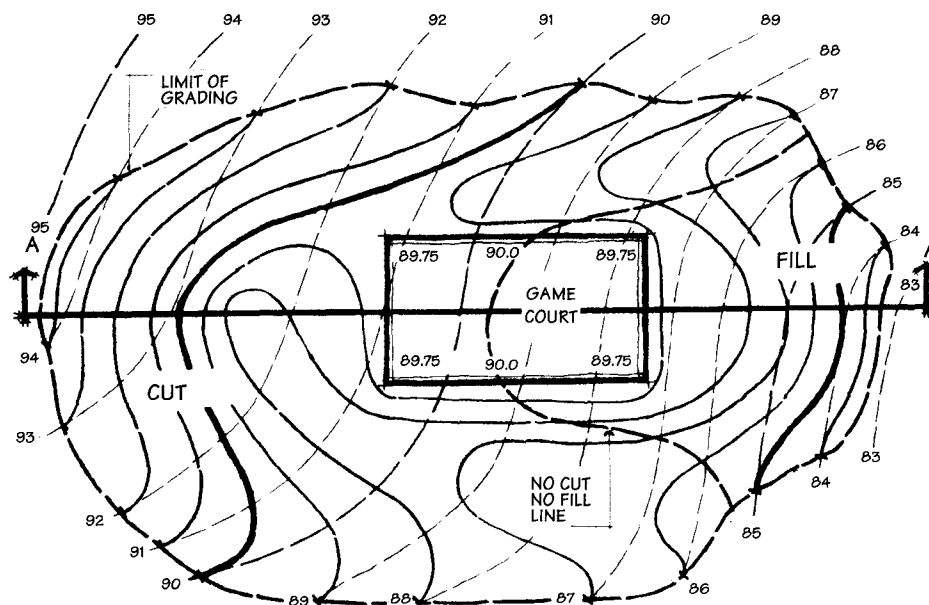 95 94 93 92 91 90 89
88
87
LIMIT OF
GRADING
86
85
95
A
84
89.75 90.0 89.75
FILL
83
GAME
COURT
94
89.75 90.0 89.75
CUT
93
83
84
NO CUT
NO FILL
LINE
92
85
91
90
86
89 88 87